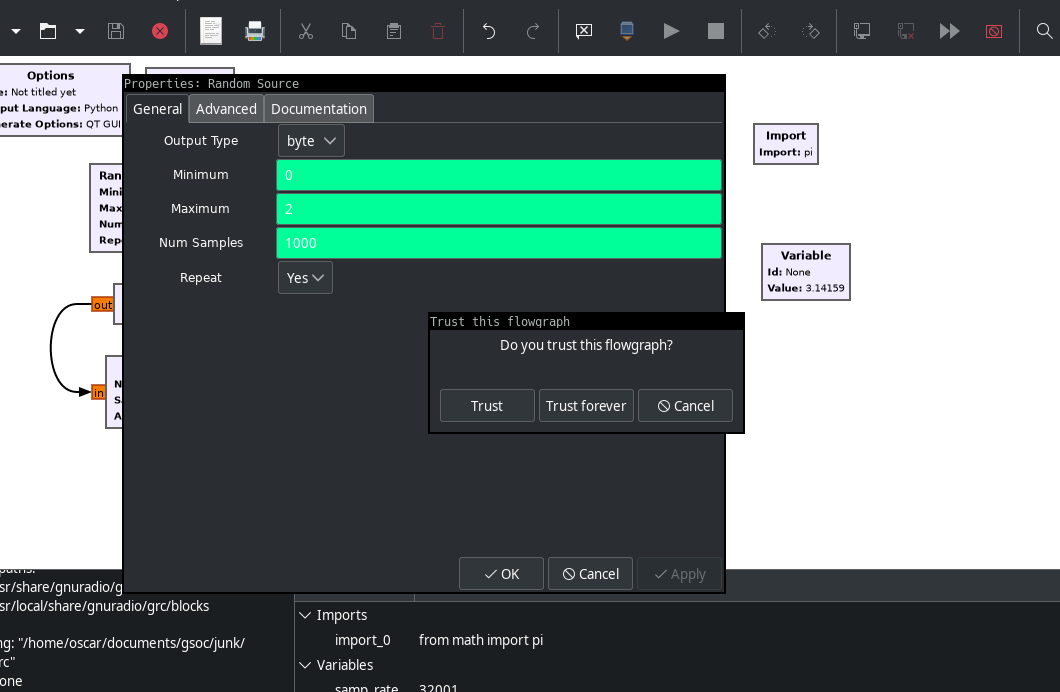 Options
e: Not titled yet
put Language: Python
nerate Options: QT GUI
Properties: Random Source
General Advanced Documentation
Output Type byte
Minimum 0
Maximum 2
Num Samples 1000
Repeat Yes
Ran
Mini
Max
Num
Rep
out
in
N
S
A
Import
Import: pi
Variable
Id: None
Value: 3.14159
Trust this flowgraph
Do you trust this flowgraph?
Trust Trust forever Cancel
OK Cancel Apply
paths:
sr/share/gnuradio/g
sr/local/share/gnuradio/grc/blocks
ng: "/home/oscar/documents/gsoc/junk/
rc"
one
Imports
import_0 from math import pi
Variables
samp_rate 32001